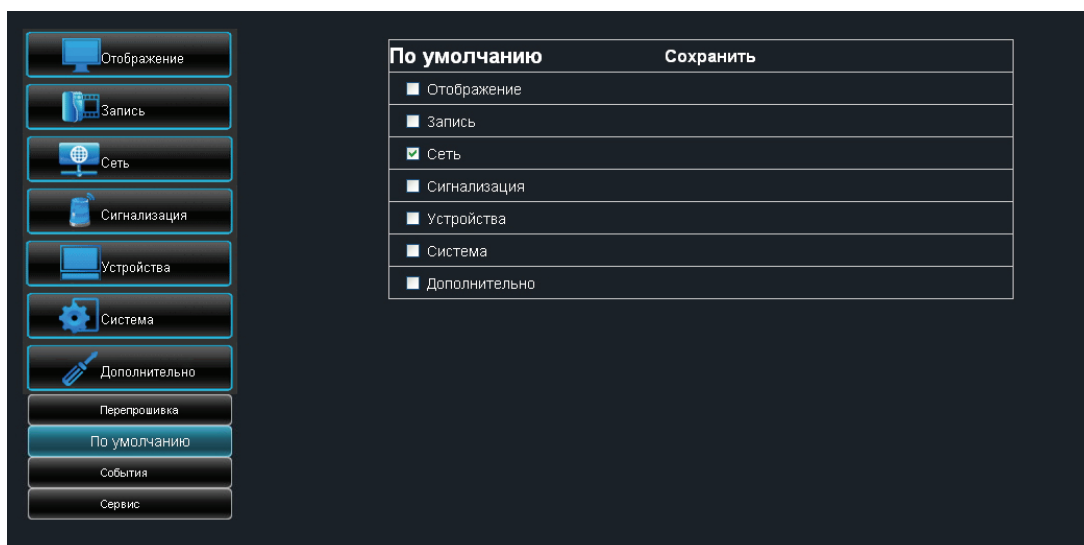 Отображение
Запись
Сеть
Сигнализация
Устройства
Система
Дополнительно
Перепрошивка
По умолчанию
События
Сервис
По умолчанию Сохранить
Отображение
Запись
Сеть
Сигнализация
Устройства
Система
Дополнительно